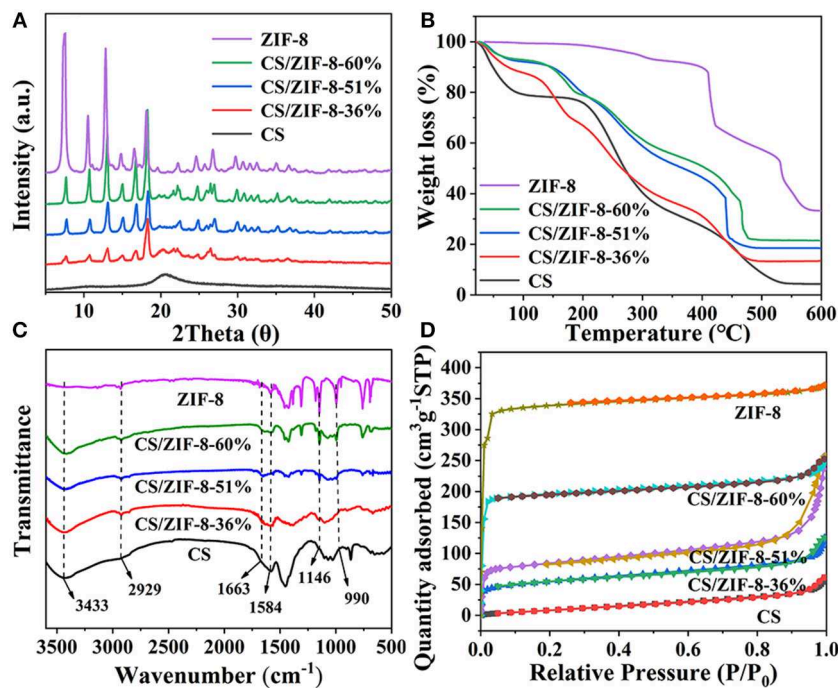 A
ZIF-8
CS/ZIF-8-60%
CS/ZIF-8-51%
CS/ZIF-8-36%
CS
Intensity (a.u.)
5 10 15 20 25 30 35 40 45 50
2Theta (θ)
B
Weight loss (%)
100
80
60
40
20
0
ZIF-8
CS/ZIF-8-60%
CS/ZIF-8-51%
CS/ZIF-8-36%
CS
100 200 300 400 500 600
Temperature (°C)
C
Transmittance
ZIF-8
CS/ZIF-8-60%
CS/ZIF-8-51%
CS/ZIF-8-36%
CS
3433
2929
1663
1584
1146
990
3500 3000 2500 2000 1500 1000 500
Wavenumber (cm⁻¹)
D
Quantity adsorbed (cm³g⁻¹STP)
400
350
300
250
200
150
100
50
0
ZIF-8
CS/ZIF-8-60%
CS/ZIF-8-51%
CS/ZIF-8-36%
CS
0.0 0.2 0.4 0.6 0.8 1.0
Relative Pressure (P/P₀)